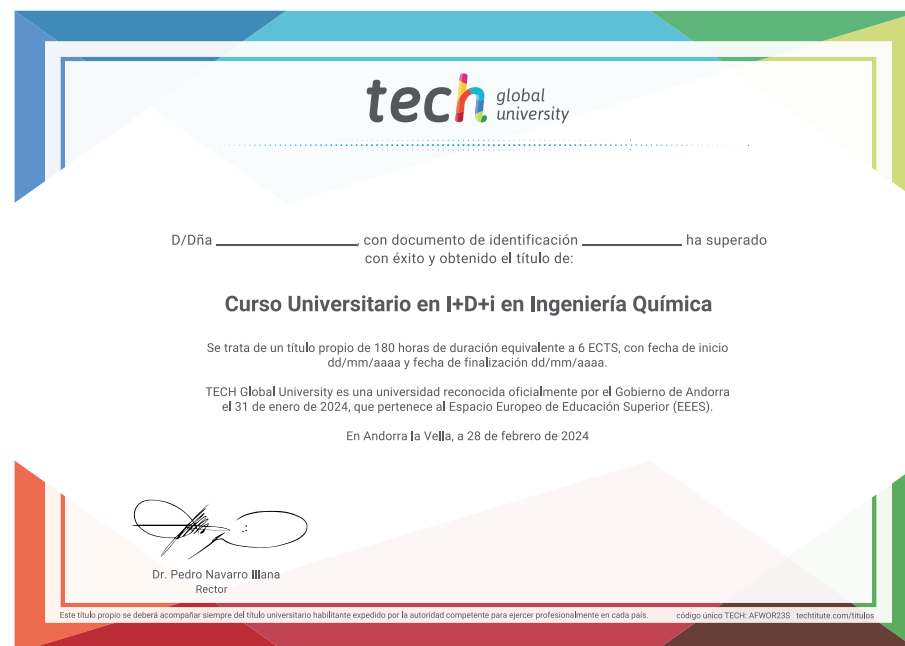 tech global university
D/Dña , con documento de identificación ha superado
con éxito y obtenido el título de:
Curso Universitario en I+D+i en Ingeniería Química
Se trata de un título propio de 180 horas de duración equivalente a 6 ECTS, con fecha de inicio
dd/mm/aaaa y fecha de finalización dd/mm/aaaa.
TECH Global University es una universidad reconocida oficialmente por el Gobierno de Andorra
el 31 de enero de 2024, que pertenece al Espacio Europeo de Educación Superior (EEES).
En Andorra la Vella, a 28 de febrero de 2024
Dr. Pedro Navarro Illana
Rector
Este título propio se deberá acompañar siempre del título universitario habilitante expedido por la autoridad competente para ejercer profesionalmente en cada país. código único TECH: AFWOR23S techtitute.com/titulos